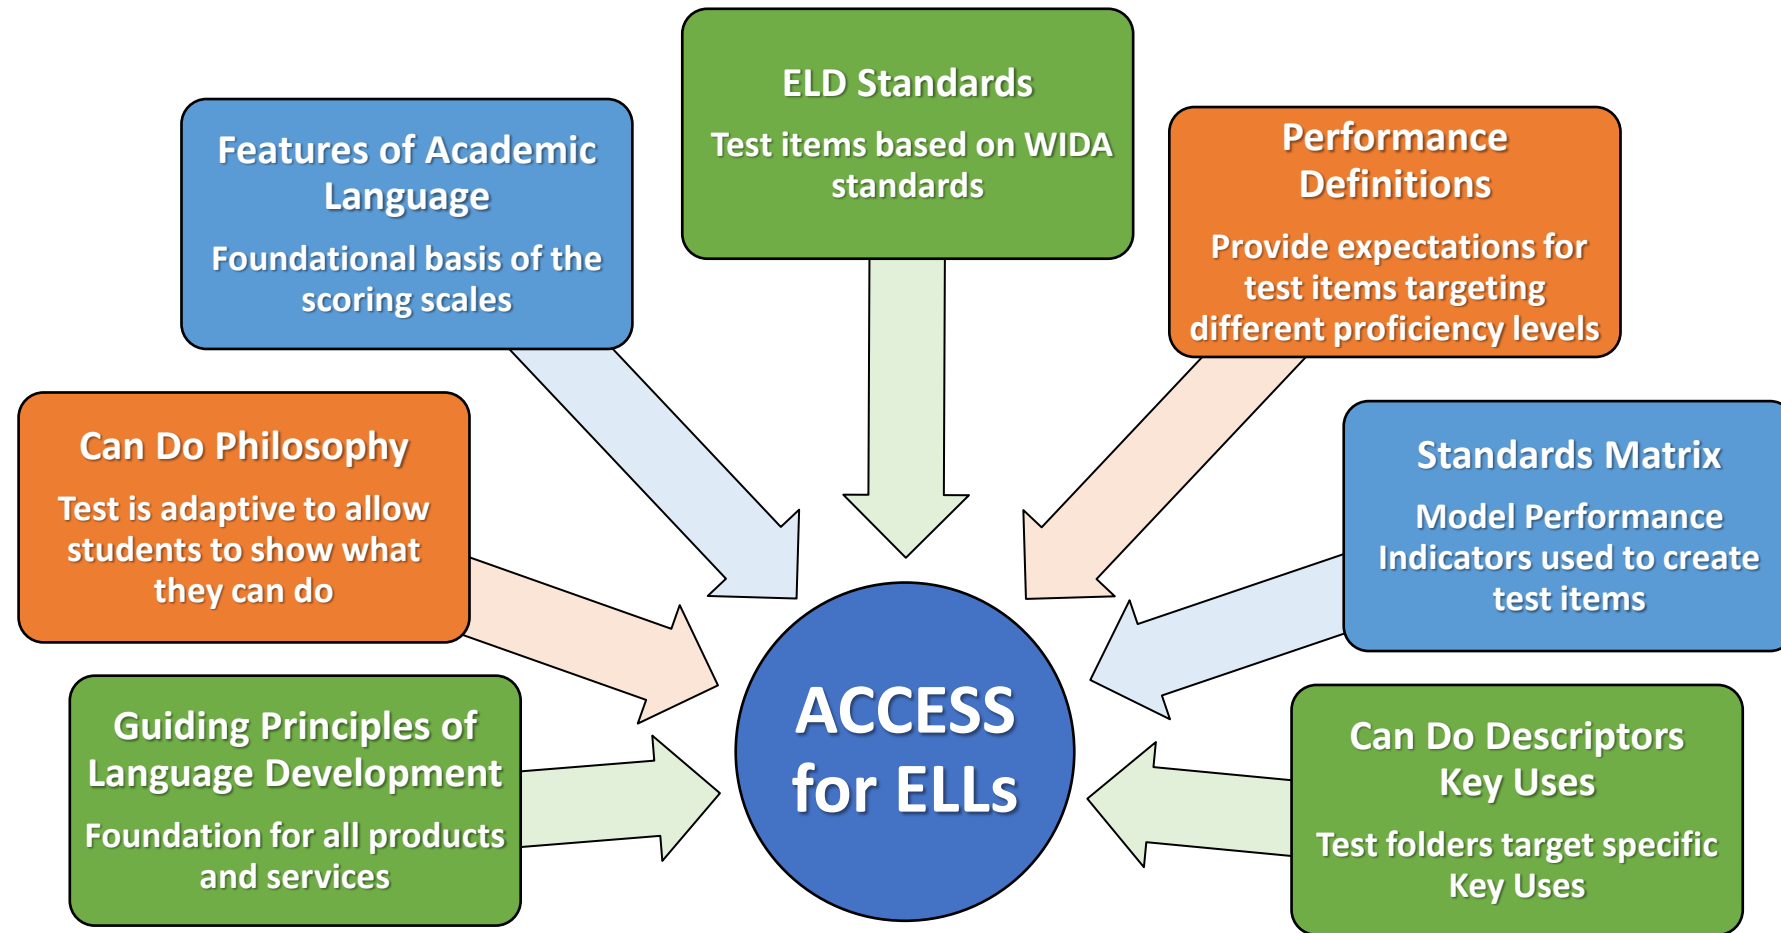 ELD Standards
Test items based on WIDA
standards
Features of Academic
Language
Foundational basis of the
scoring scales
Performance
Definitions
Provide expectations for
test items targeting
different proficiency levels
Can Do Philosophy
Test is adaptive to allow
students to show what
they can do
Standards Matrix
Model Performance
Indicators used to create
test items
Guiding Principles of
Language Development
Foundation for all products
and services
ACCESS
for ELLs
Can Do Descriptors
Key Uses
Test folders target specific
Key Uses